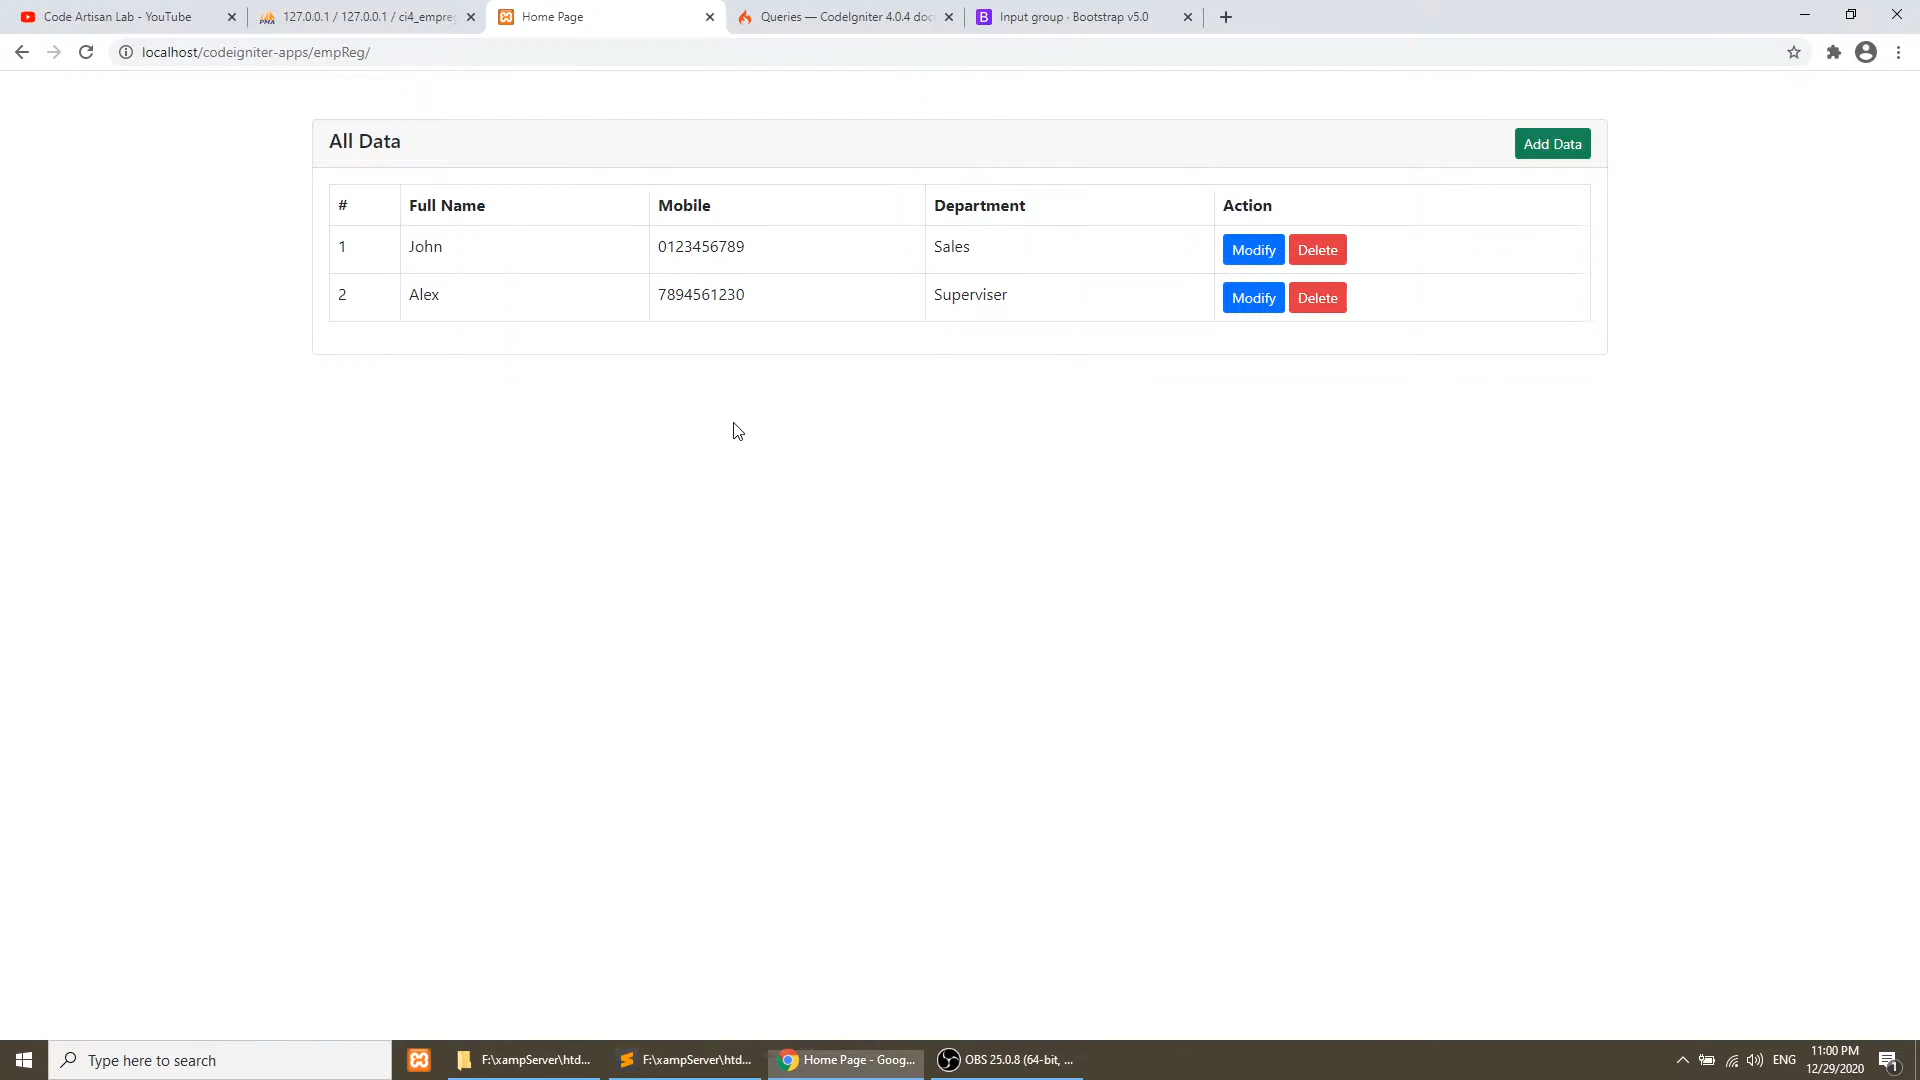 Code Artisan Lab - YouTube
127.0.0.1 / 127.0.0.1 / ci4_empreg
Home Page
Queries — CodeIgniter 4.0.4 doc
Input group · Bootstrap v5.0
localhost/codeigniter-apps/empReg/
All Data
Add Data
# Full Name Mobile Department Action
1 John 0123456789 Sales Modify Delete
2 Alex 7894561230 Superviser Modify Delete
Type here to search
F:\xampServer\htd...
F:\xampServer\htd...
Home Page - Goog...
OBS 25.0.8 (64-bit, ...
ENG
11:00 PM
12/29/2020
1